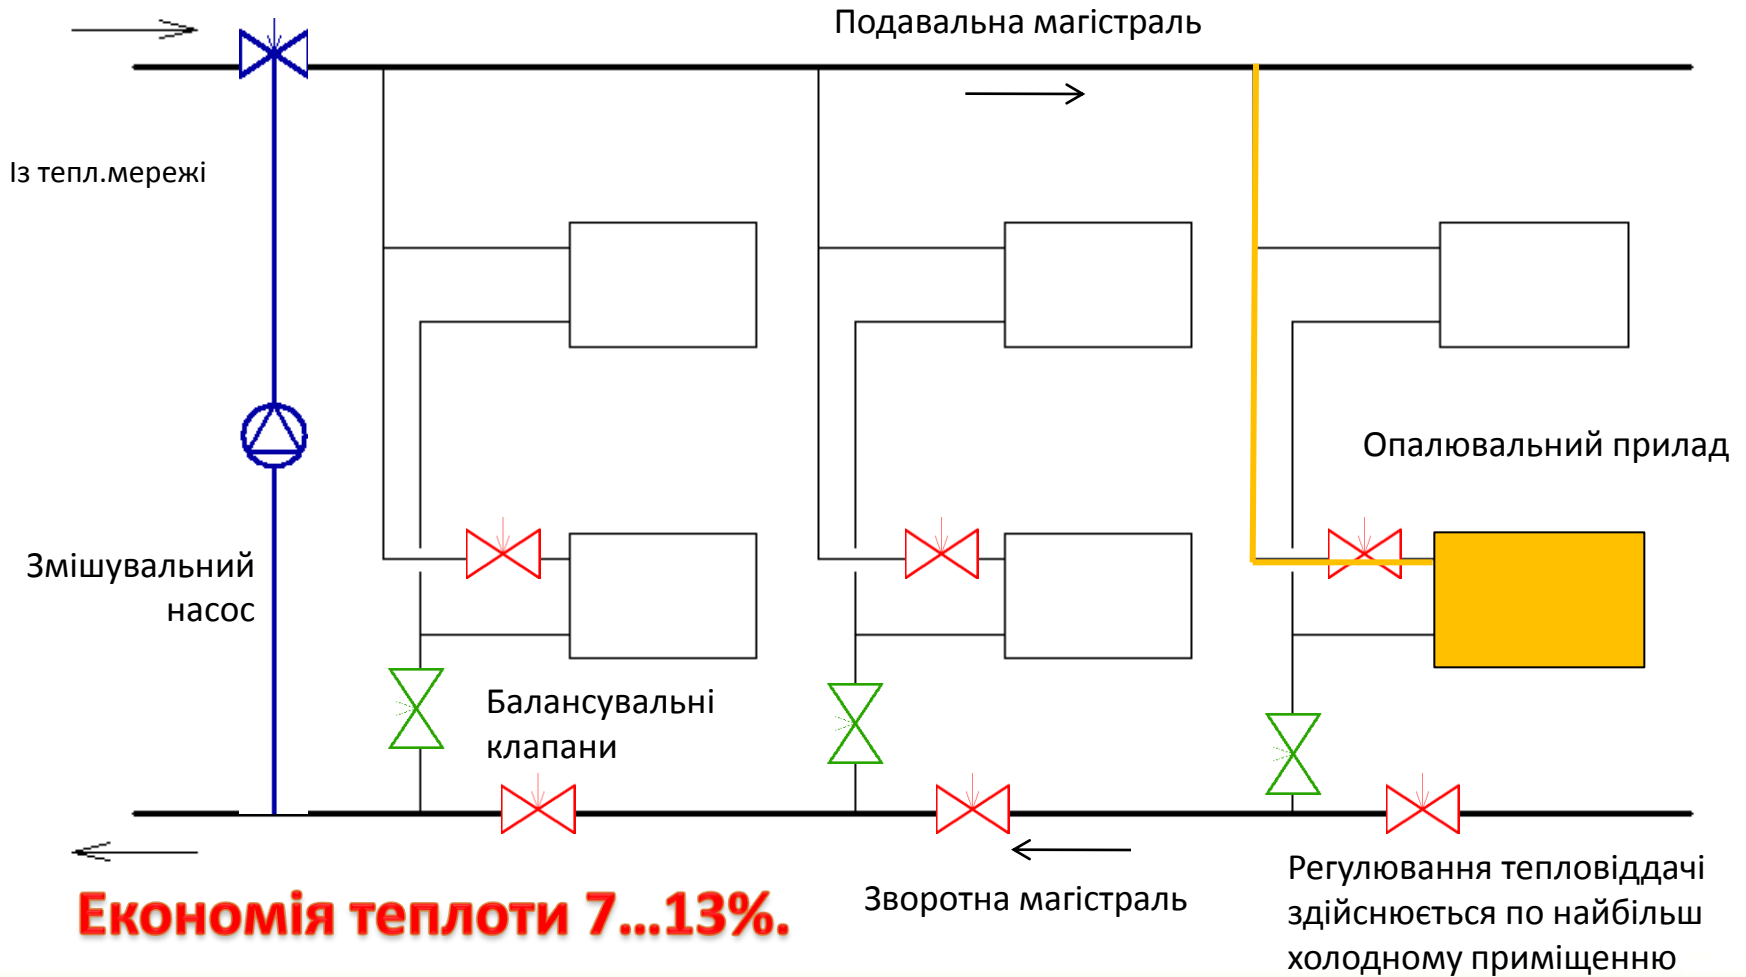 Подавальна магістраль
Із тепл.мережі
Опалювальний прилад
Змішувальний
насос
Балансувальні
клапани
Зворотна магістраль
Економія теплоти 7...13%.
Регулювання тепловіддачі
здійснюється по найбільш
холодному приміщенню